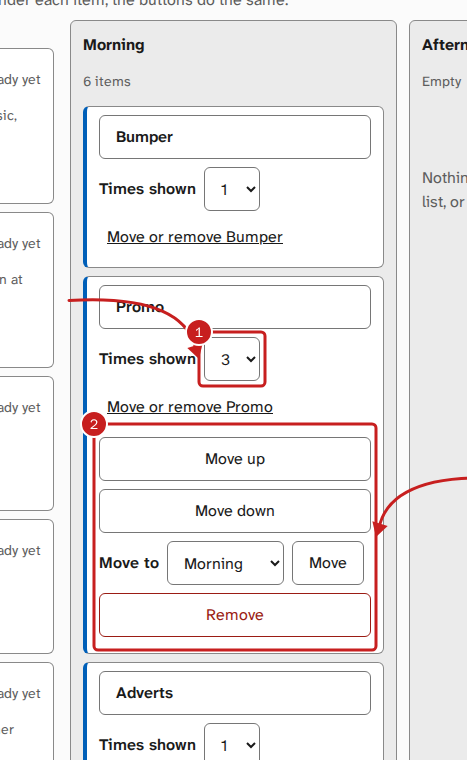 nder each item, the buttons do the same.
ady yet
sic,
ady yet
n at
ady yet
ady yet
ady yet
er
Morning
6 items
Bumper
Times shown 1
Move or remove Bumper
Promo
1
Times shown 3
Move or remove Promo
2
Move up
Move down
Move to Morning Move
Remove
Adverts
Times shown 1
Aftern
Empty
Nothin
list, or